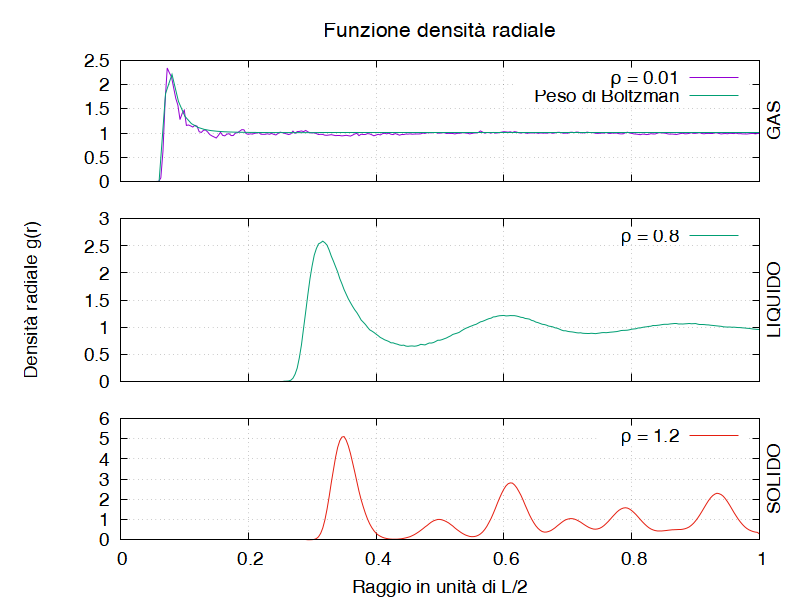 Funzione densità radiale
2.5
2
1.5
1
0.5
0
ρ = 0.01
Peso di Boltzman
GAS
Densità radiale g(r)
3
2.5
2
1.5
1
0.5
0
ρ = 0.8
LIQUIDO
6
5
4
3
2
1
0
ρ = 1.2
SOLIDO
0 0.2 0.4 0.6 0.8 1
Raggio in unità di L/2